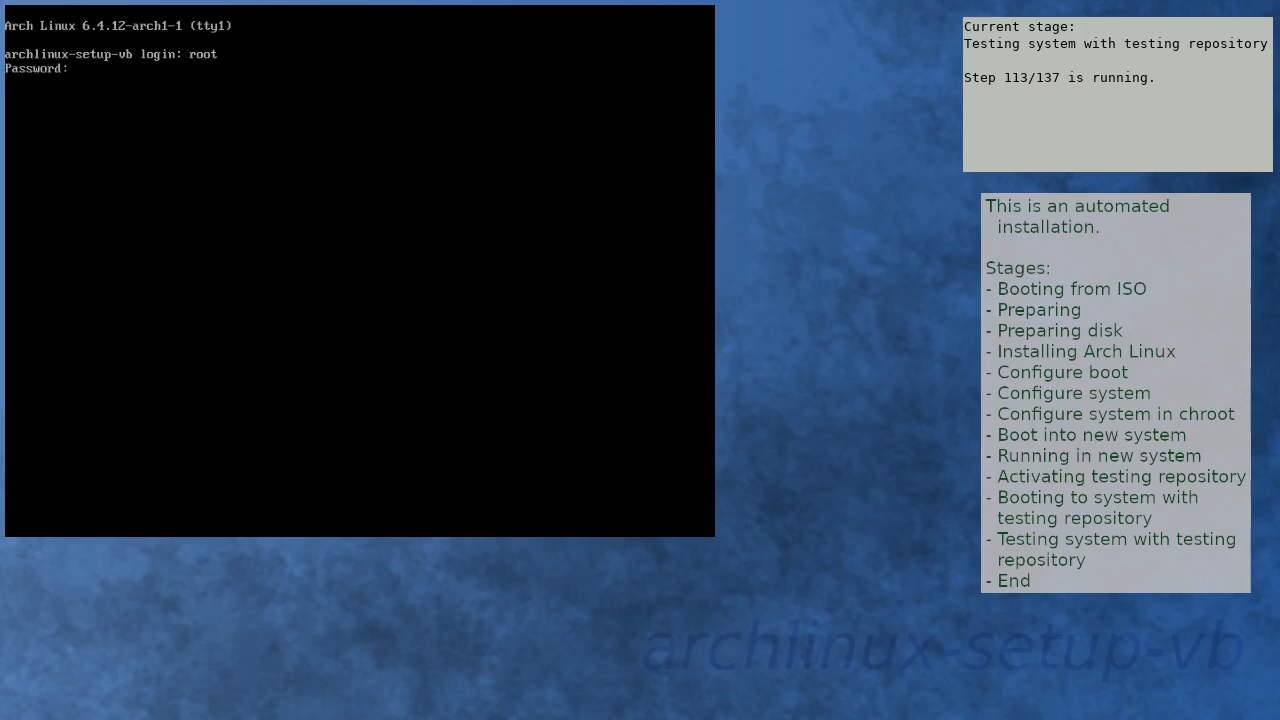 Arch Linux 6.4.12-arch1-1 (tty1)
archlinux-setup-vb login: root
Password:
Current stage:
Testing system with testing repository
Step 113/137 is running.
This is an automated
installation.
Stages:
- Booting from ISO
- Preparing
- Preparing disk
- Installing Arch Linux
- Configure boot
- Configure system
- Configure system in chroot
- Boot into new system
- Running in new system
- Activating testing repository
- Booting to system with
testing repository
- Testing system with testing
repository
- End
archlinux-setup-vb